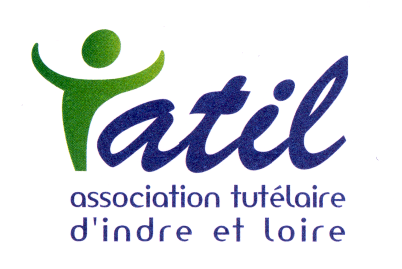 atil
association tutélaire
d'indre et loire